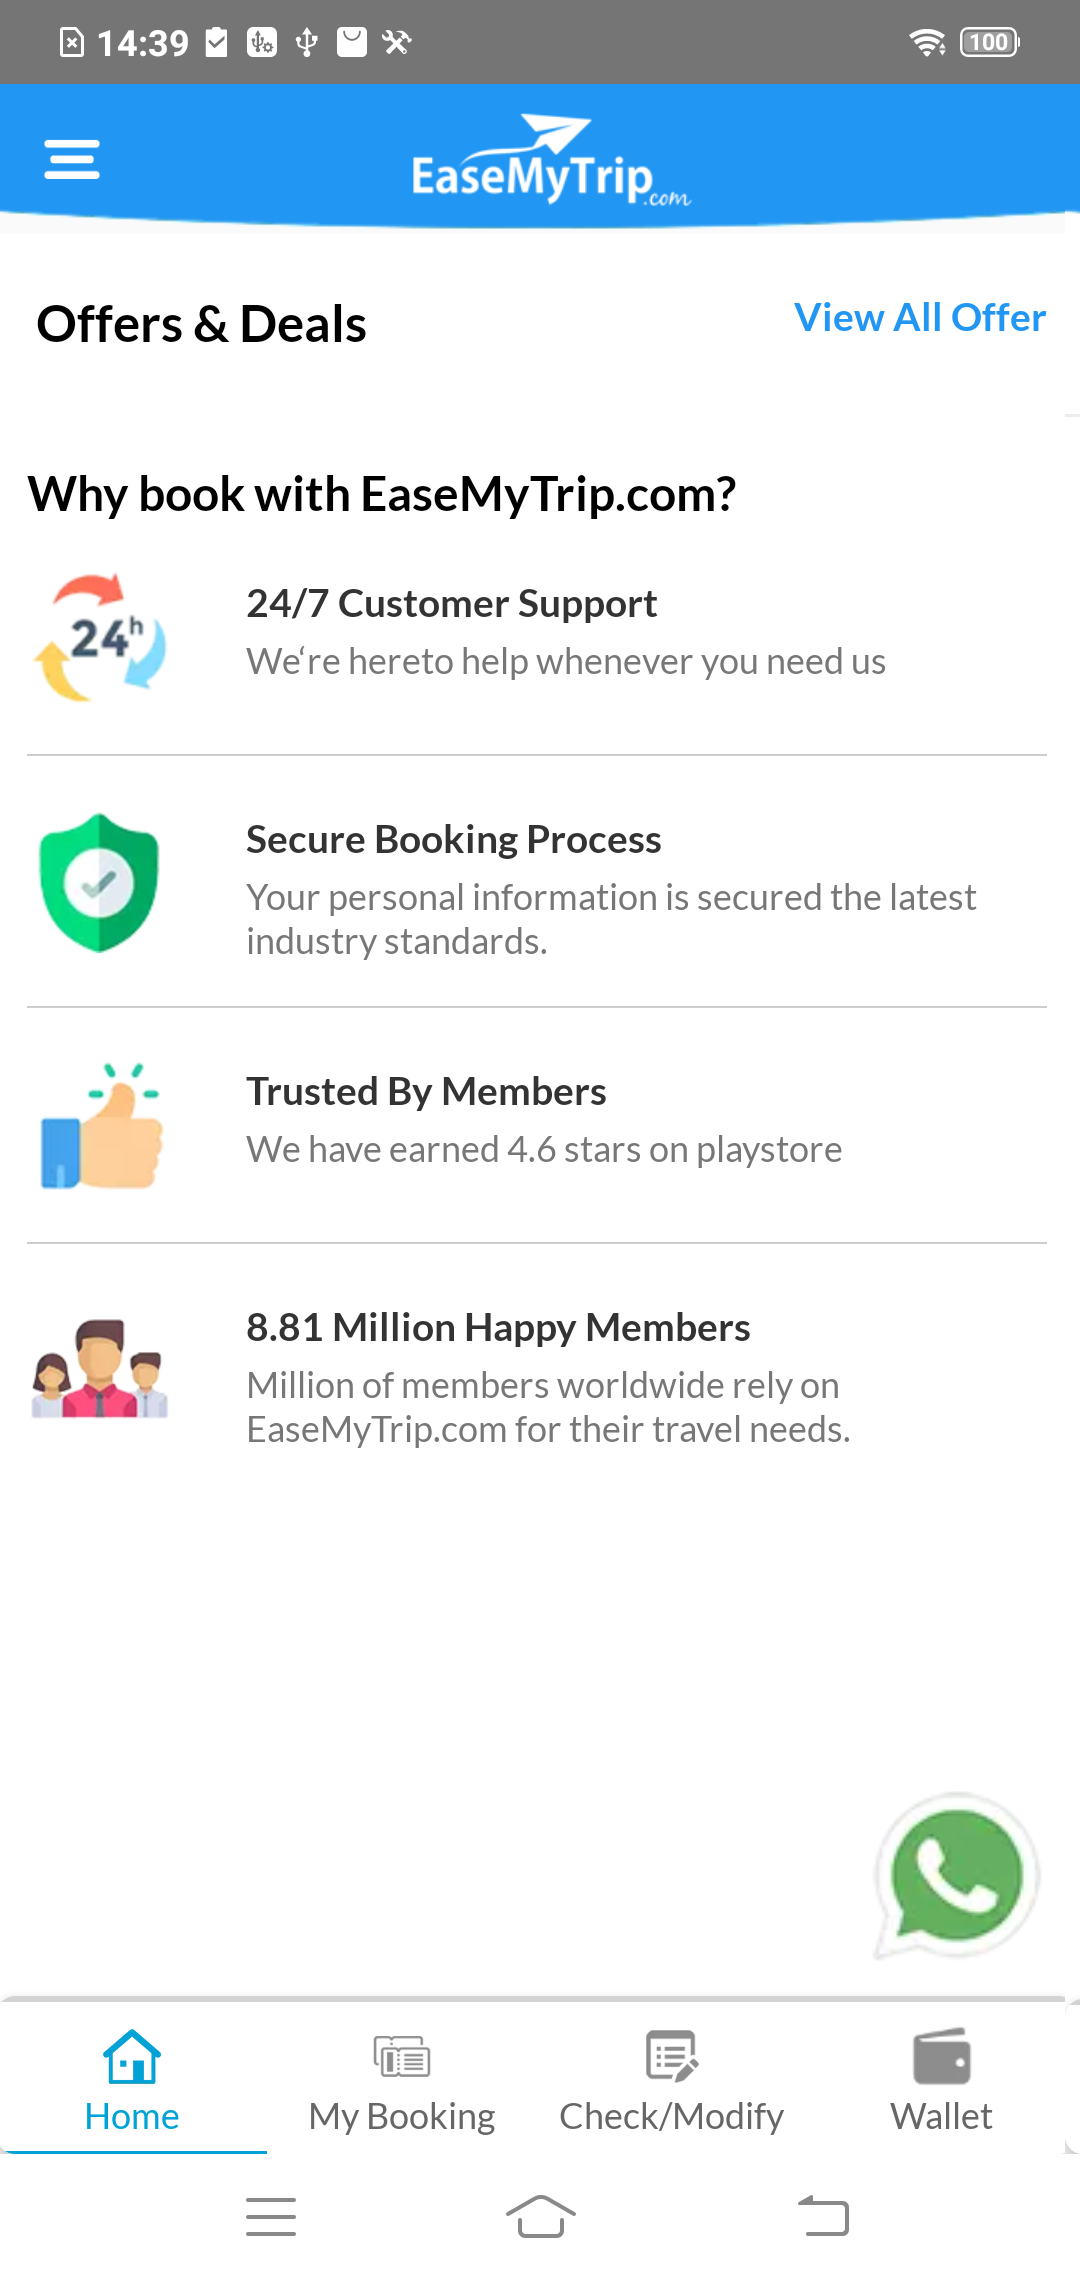 14:39
100
EaseMyTrip.com
Offers & Deals
View All Offer
Why book with EaseMyTrip.com?
24h
24/7 Customer Support
We‘re hereto help whenever you need us
Secure Booking Process
Your personal information is secured the latest
industry standards.
Trusted By Members
We have earned 4.6 stars on playstore
8.81 Million Happy Members
Million of members worldwide rely on
EaseMyTrip.com for their travel needs.
Home
My Booking
Check/Modify
Wallet